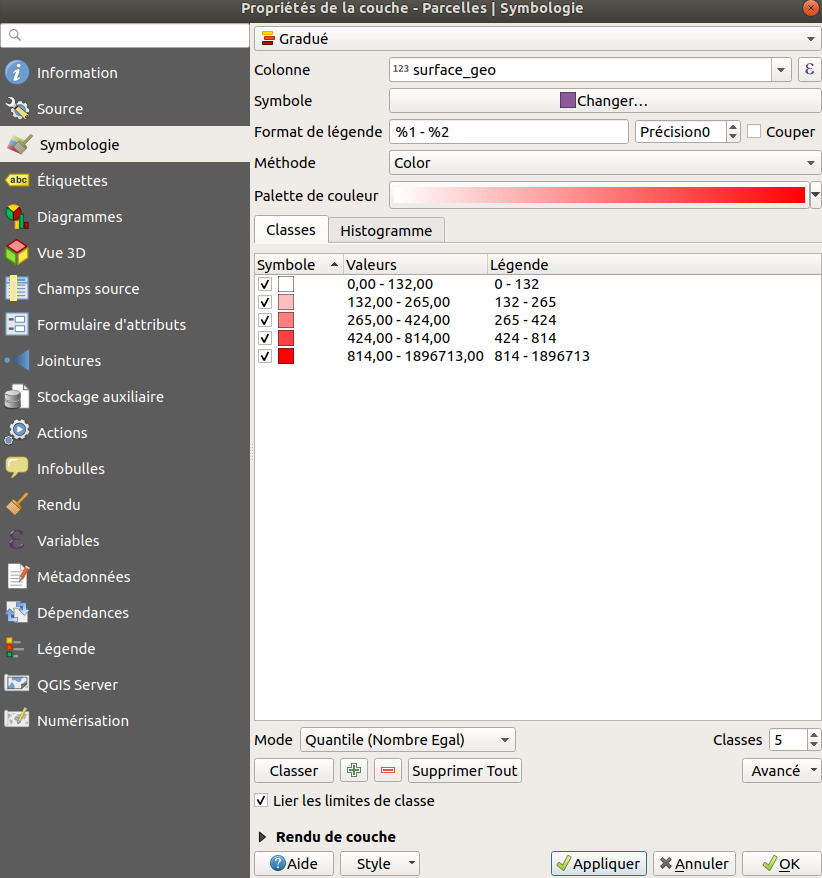 Propriétés de la couche - Parcelles | Symbologie
Information
Source
Symbologie
abc Étiquettes
Diagrammes
Vue 3D
Champs source
Formulaire d'attributs
Jointures
Stockage auxiliaire
Actions
Infobulles
Rendu
Variables
Métadonnées
Dépendances
Légende
QGIS Server
Numérisation
Gradué
Colonne 123 surface_geo ε
Symbole Changer…
Format de légende %1 - %2 Précision0 Couper
Méthode Color
Palette de couleur
Classes Histogramme
Symbole Valeurs Légende
0,00 - 132,00 0 - 132
132,00 - 265,00 132 - 265
265,00 - 424,00 265 - 424
424,00 - 814,00 424 - 814
814,00 - 1896713,00 814 - 1896713
Mode Quantile (Nombre Egal) Classes 5
Classer Supprimer Tout Avancé
Lier les limites de classe
Rendu de couche
Aide Style Appliquer Annuler OK